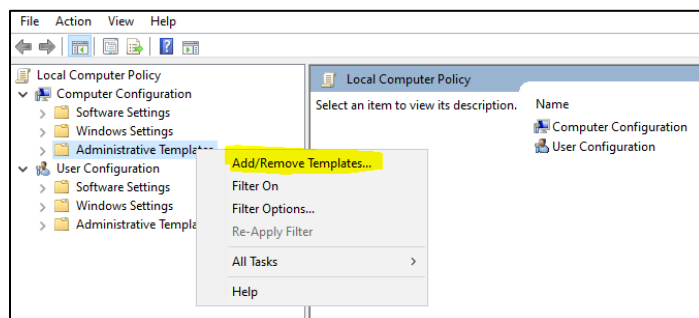 File Action View Help
Local Computer Policy
Computer Configuration
Software Settings
Windows Settings
Administrative Templates
User Configuration
Software Settings
Windows Settings
Administrative Templa
Add/Remove Templates...
Filter On
Filter Options...
Re-Apply Filter
All Tasks
Help
Local Computer Policy
Select an item to view its description.
Name
Computer Configuration
User Configuration